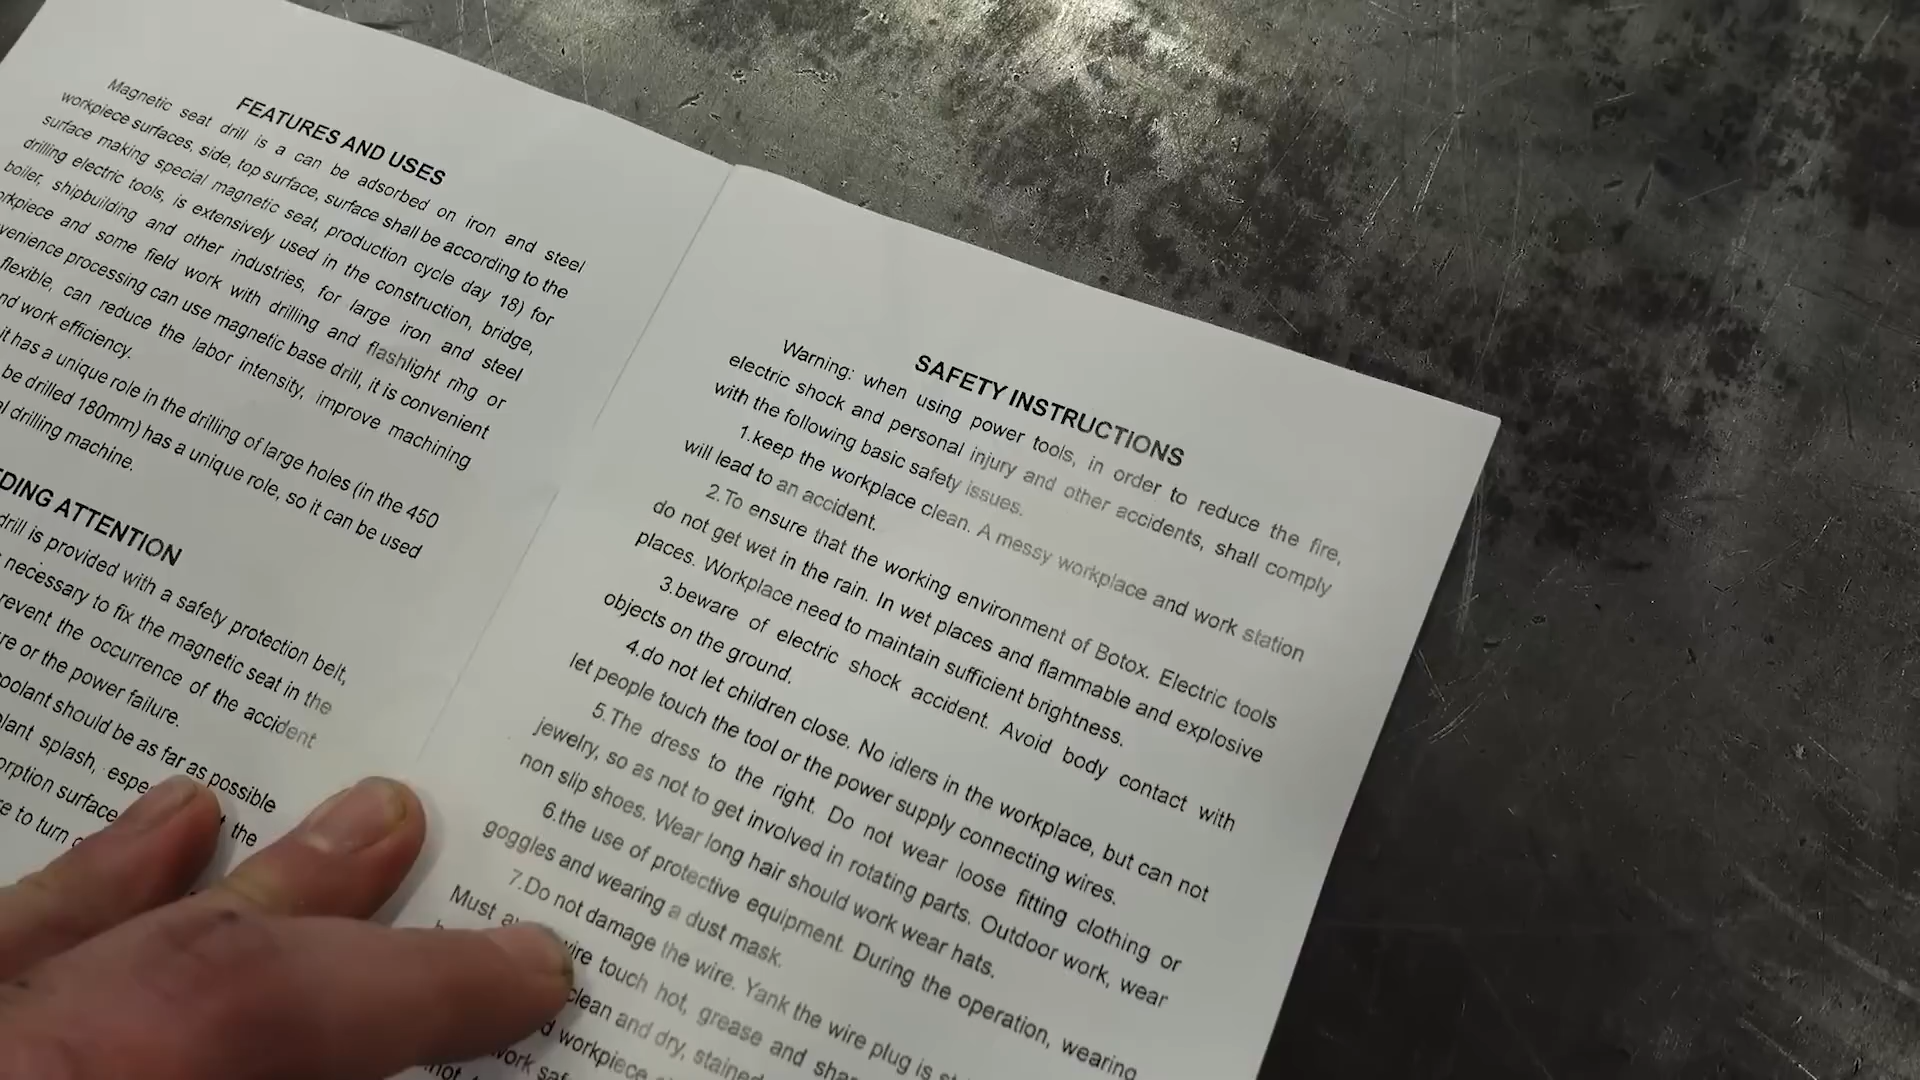 FEATURES AND USES
Magnetic seat drill is a can be adsorbed on iron and steel
workpiece surfaces, side, top surface, surface shall be according to the
surface making special magnetic seat, production cycle day 18) for
drilling electric tools, is extensively used in the construction, bridge,
boiler, shipbuilding and other industries, for large iron and steel
and some field work with drilling and flashlight ring or
processing can use magnetic base drill, it is convenient
flexible, can reduce the labor intensity, improve machining
work efficiency.
it has a unique role in the drilling of large holes (in the 450
be drilled 180mm) has a unique role, so it can be used
drilling machine.
ATTENTION
drill is provided with a safety protection belt,
necessary to fix the magnetic seat in the
the occurrence of the accident
or the power failure.
should be as far as possible
splash,
the
surface
to turn
SAFETY INSTRUCTIONS
Warning: when using power tools, in order to reduce the fire,
electric shock and personal injury and other accidents, shall comply
with the following basic safety issues.
1.keep the workplace clean. A messy workplace and work station
will lead to an accident.
2.To ensure that the working environment of Botox. Electric tools
do not get wet in the rain. In wet places and flammable and explosive
places. Workplace need to maintain sufficient brightness.
3.beware of electric shock accident. Avoid body contact with
objects on the ground.
4.do not let children close. No idlers in the workplace, but can not
let people touch the tool or the power supply connecting wires.
5.The dress to the right. Do not wear loose fitting clothing or
jewelry, so as not to get involved in rotating parts. Outdoor work, wear
non slip shoes. Wear long hair should work wear hats.
6.the use of protective equipment. During the operation, wearing
goggles and wearing a dust mask.
7.Do not damage the wire. Yank the wire plug is
Must wire touch hot, grease and
clean and dry, stained
workpiece
work